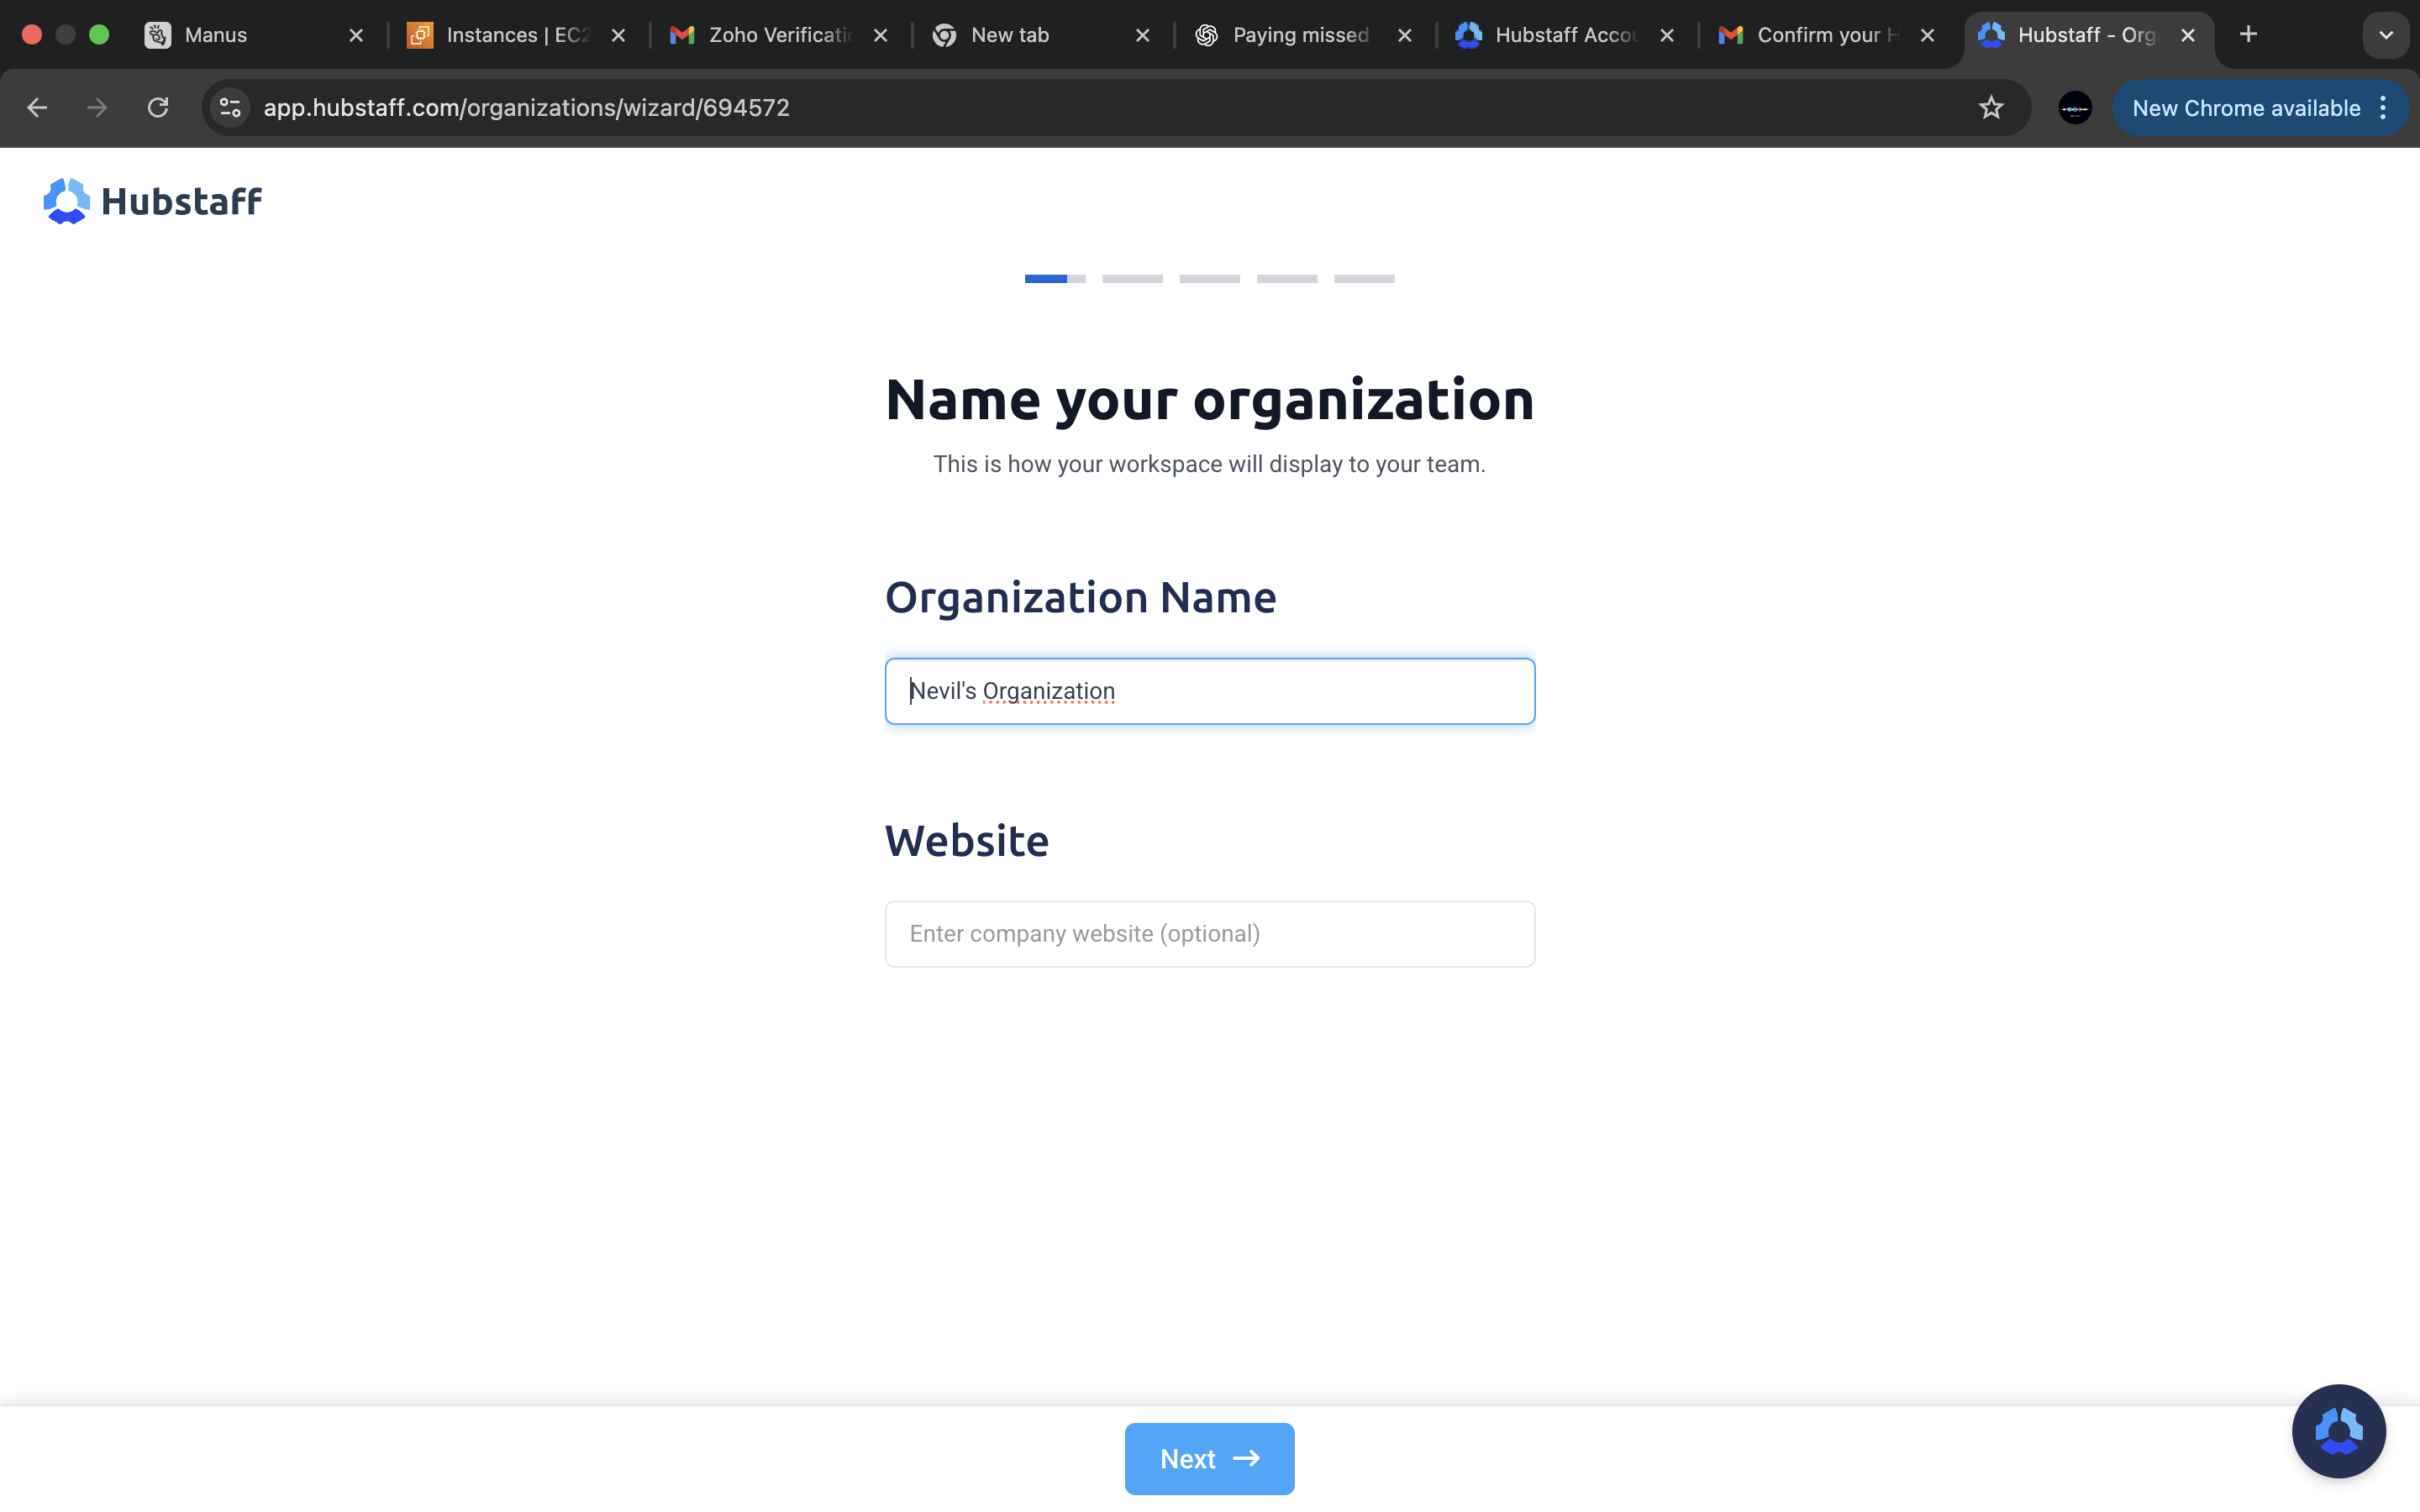 Manus
Instances | EC2
Zoho Verificati
New tab
Paying missed
Hubstaff Accou
Confirm your H
Hubstaff - Org
app.hubstaff.com/organizations/wizard/694572
New Chrome available
Hubstaff
Name your organization
This is how your workspace will display to your team.
Organization Name
Nevil's Organization
Website
Enter company website (optional)
Next